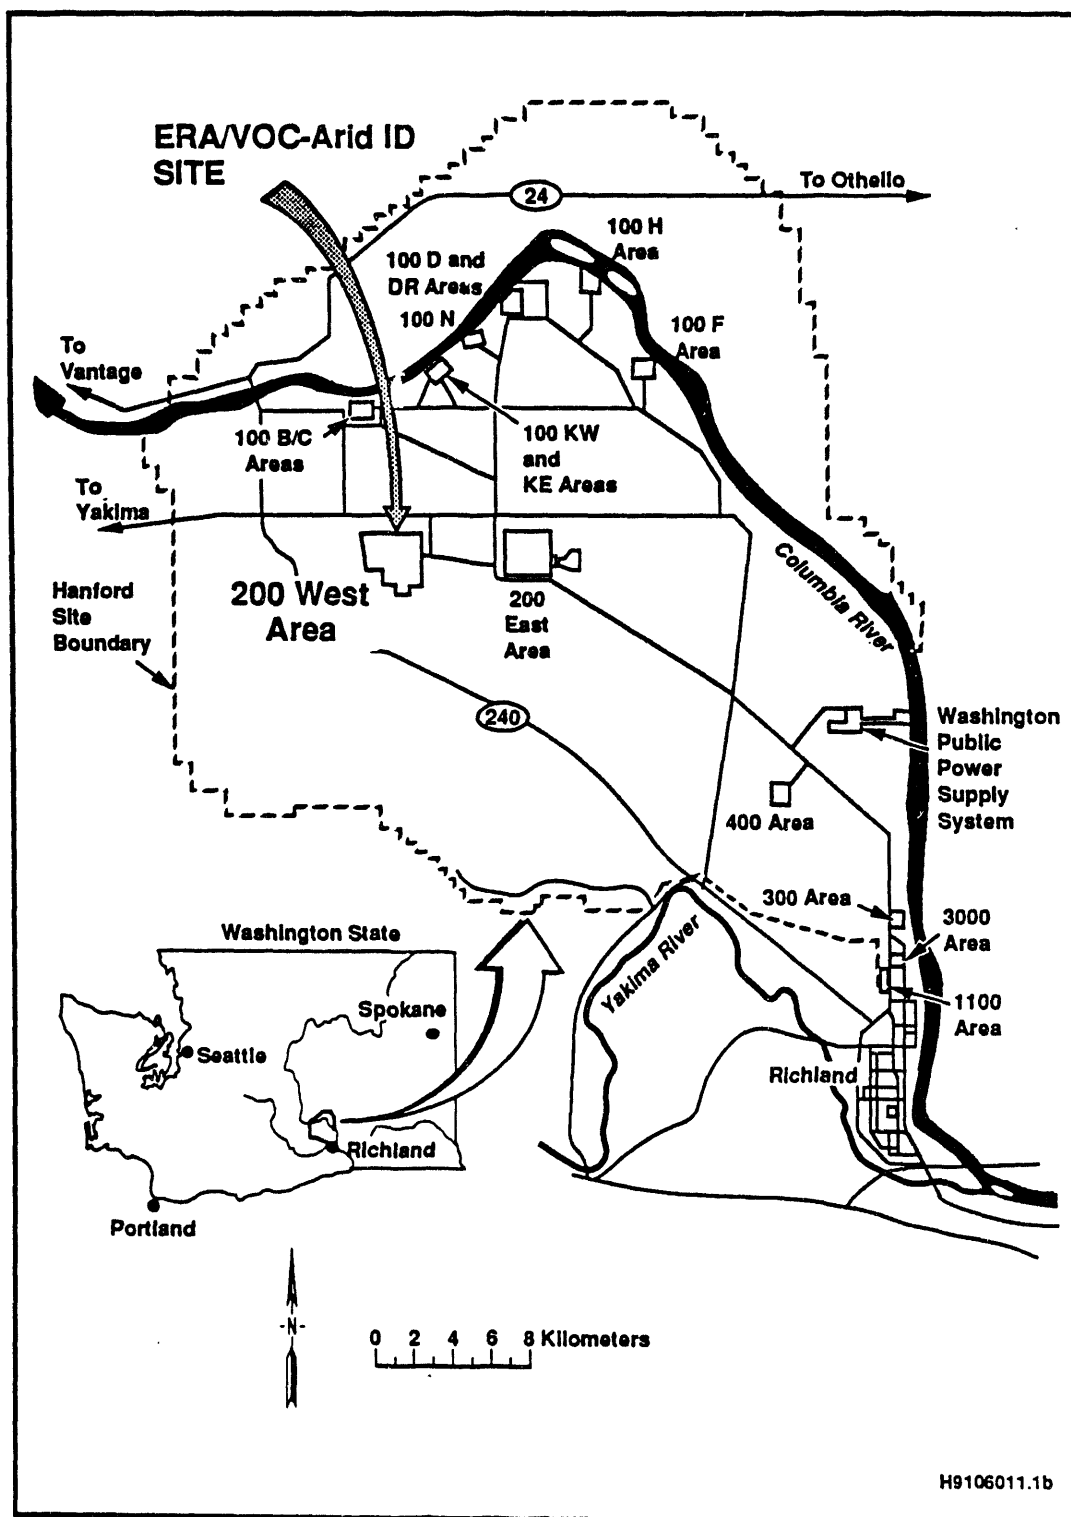 ERA/VOC-Arid ID
SITE
24
To Othello
100 H
Area
100 D and
DR Areas
100 N
100 F
Area
To
Vantage
100 B/C
Areas
100 KW
and
KE Areas
To
Yakima
Columbia River
Hanford
Site
Boundary
200 West
Area
200
East
Area
240
Washington
Public
Power
Supply
System
400 Area
300 Area
3000
Area
Yakima River
1100
Area
Richland
Washington State
Spokane
Seattle
Richland
Portland
-N-
0 2 4 6 8 Kilometers
H9106011.1b